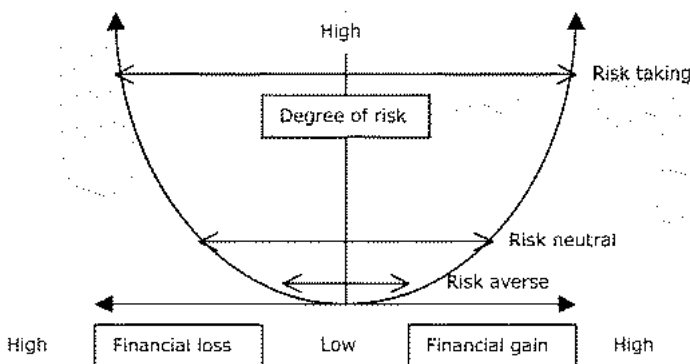 High
Risk taking
Degree of risk
Risk neutral
Risk averse
High Financial loss Low Financial gain High